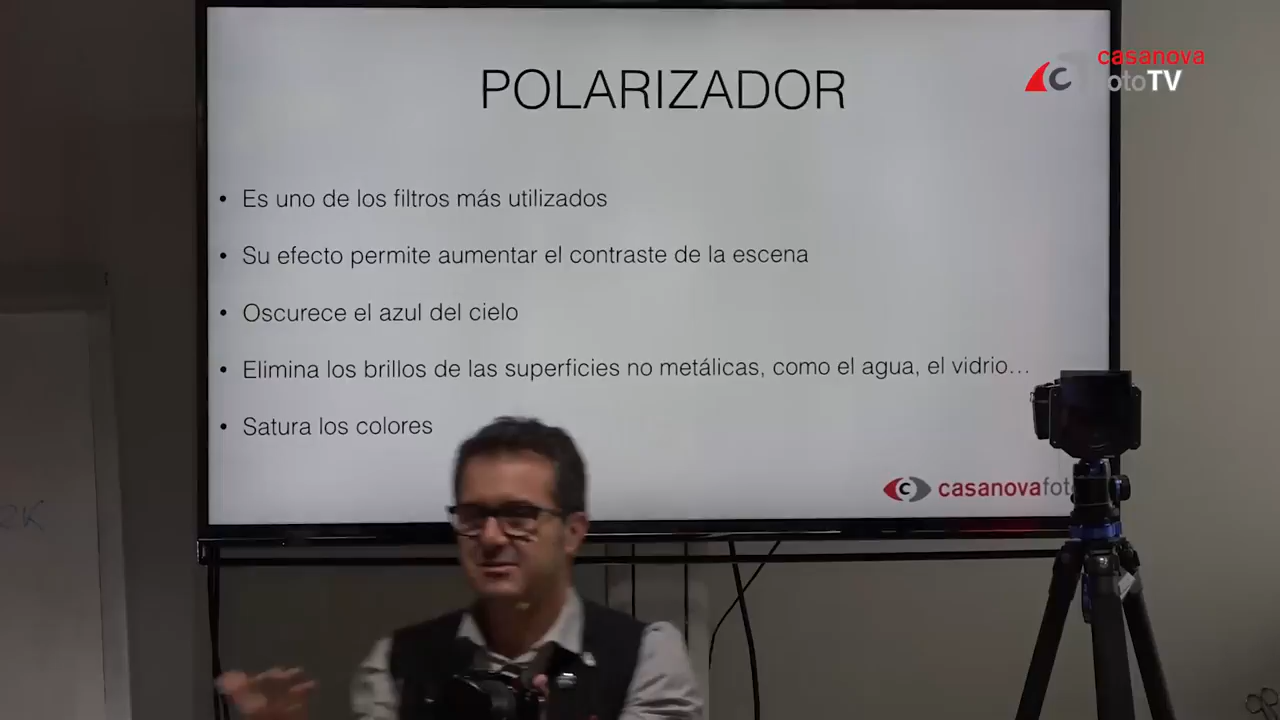 POLARIZADOR
casanova
fotoTV
• Es uno de los filtros más utilizados
• Su efecto permite aumentar el contraste de la escena
• Oscurece el azul del cielo
• Elimina los brillos de las superficies no metálicas, como el agua, el vidrio...
• Satura los colores
casanovafoto